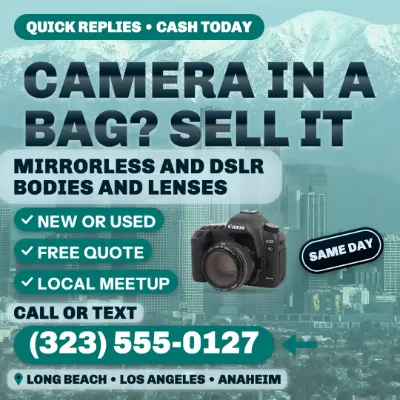 QUICK REPLIES • CASH TODAY
CAMERA IN A
BAG? SELL IT
MIRRORLESS AND DSLR
BODIES AND LENSES
✓ NEW OR USED
✓ FREE QUOTE
✓ LOCAL MEETUP
Canon
SAME DAY
CALL OR TEXT
(323) 555-0127
LONG BEACH • LOS ANGELES • ANAHEIM